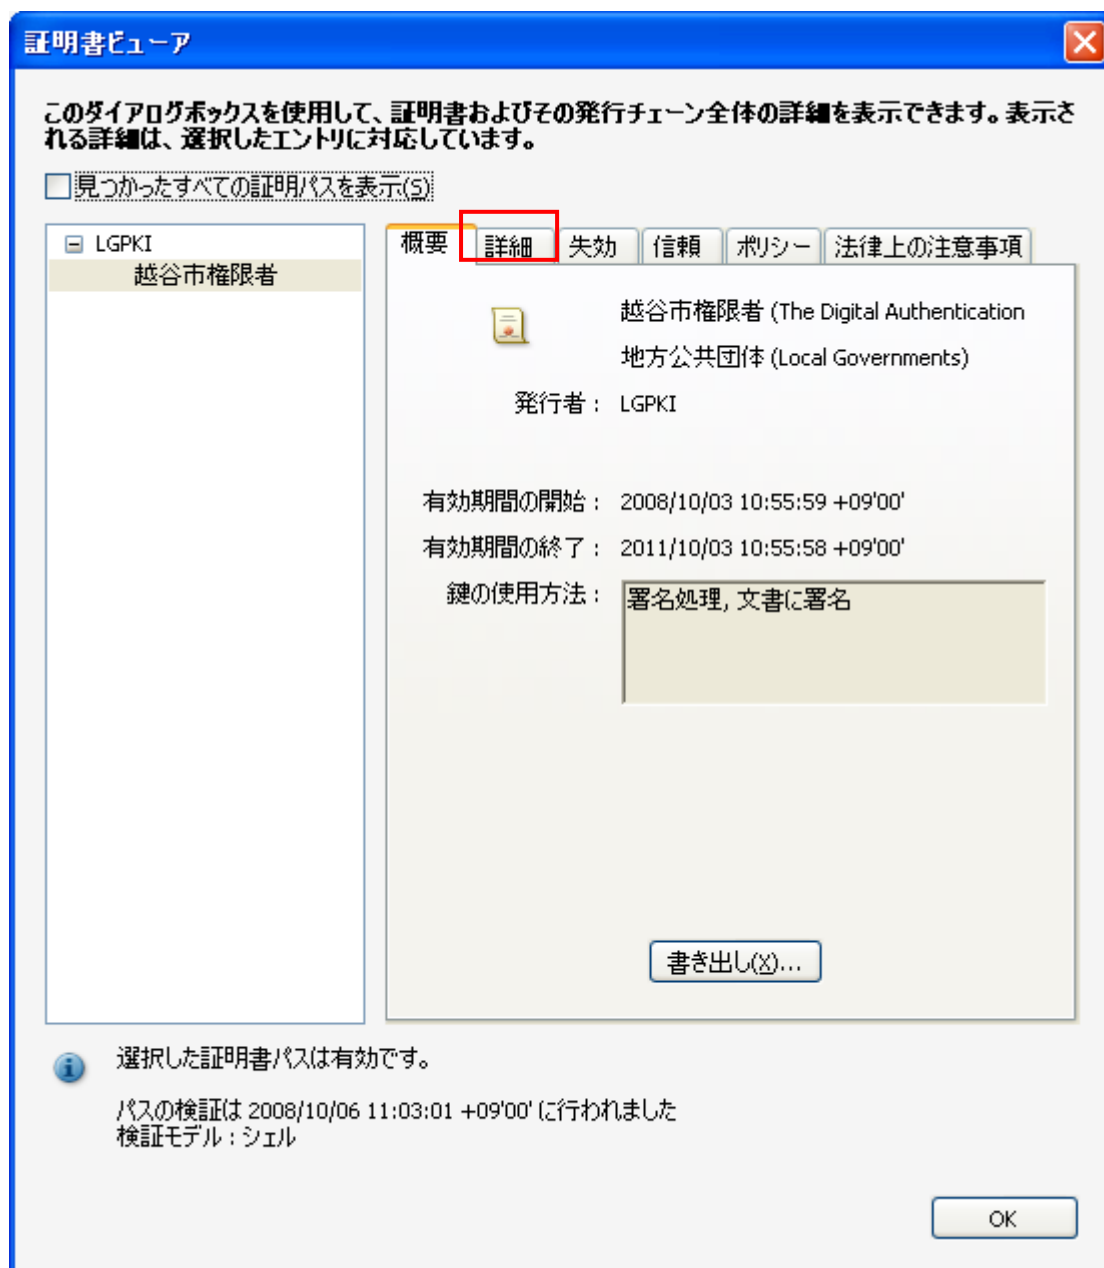 証明書ビューア
このダイアログボックスを使用して、証明書およびその発行チェーン全体の詳細を表示できます。表示さ
れる詳細は、選択したエントリに対応しています。
見つかったすべての証明パスを表示(S)
LGPKI
越谷市権限者
概要 詳細 失効 信頼 ポリシー 法律上の注意事項
越谷市権限者 (The Digital Authentication
地方公共団体 (Local Governments)
発行者： LGPKI
有効期間の開始： 2008/10/03 10:55:59 +09'00'
有効期間の終了： 2011/10/03 10:55:58 +09'00'
鍵の使用方法： 署名処理, 文書に署名
書き出し(X)...
選択した証明書パスは有効です。
パスの検証は 2008/10/06 11:03:01 +09'00' に行われました
検証モデル：シェル
OK